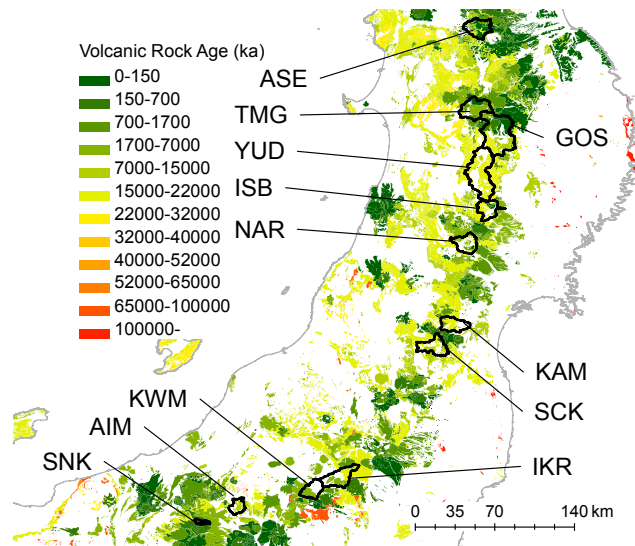 Volcanic Rock Age (ka)
0-150
150-700
700-1700
1700-7000
7000-15000
15000-22000
22000-32000
32000-40000
40000-52000
52000-65000
65000-100000
100000-
ASE
TMG
GOS
YUD
ISB
NAR
KAM
SCK
KWM
AIM
SNK
IKR
0 35 70 140 km